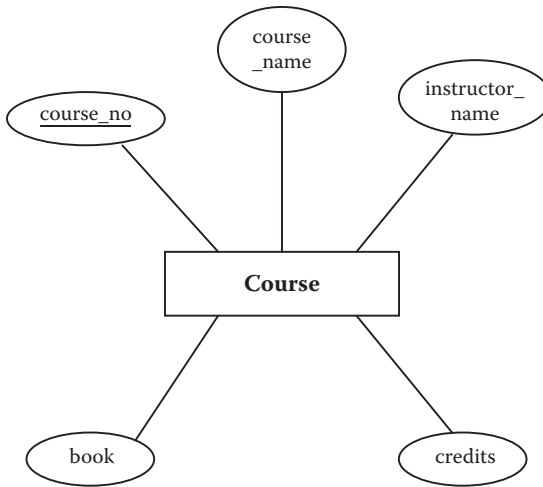 course
_name
instructor_
name
course_no
Course
book
credits